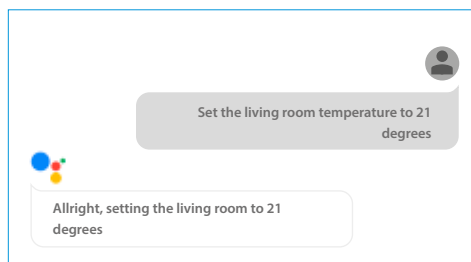 Set the living room temperature to 21
degrees
Allright, setting the living room to 21
degrees